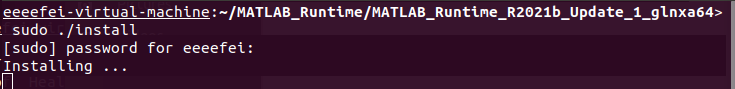 eeeefei-virtual-machine:~/MATLAB_Runtime/MATLAB_Runtime_R2021b_Update_1_glnxa64>
sudo ./install
[sudo] password for eeeefei:
Installing ...